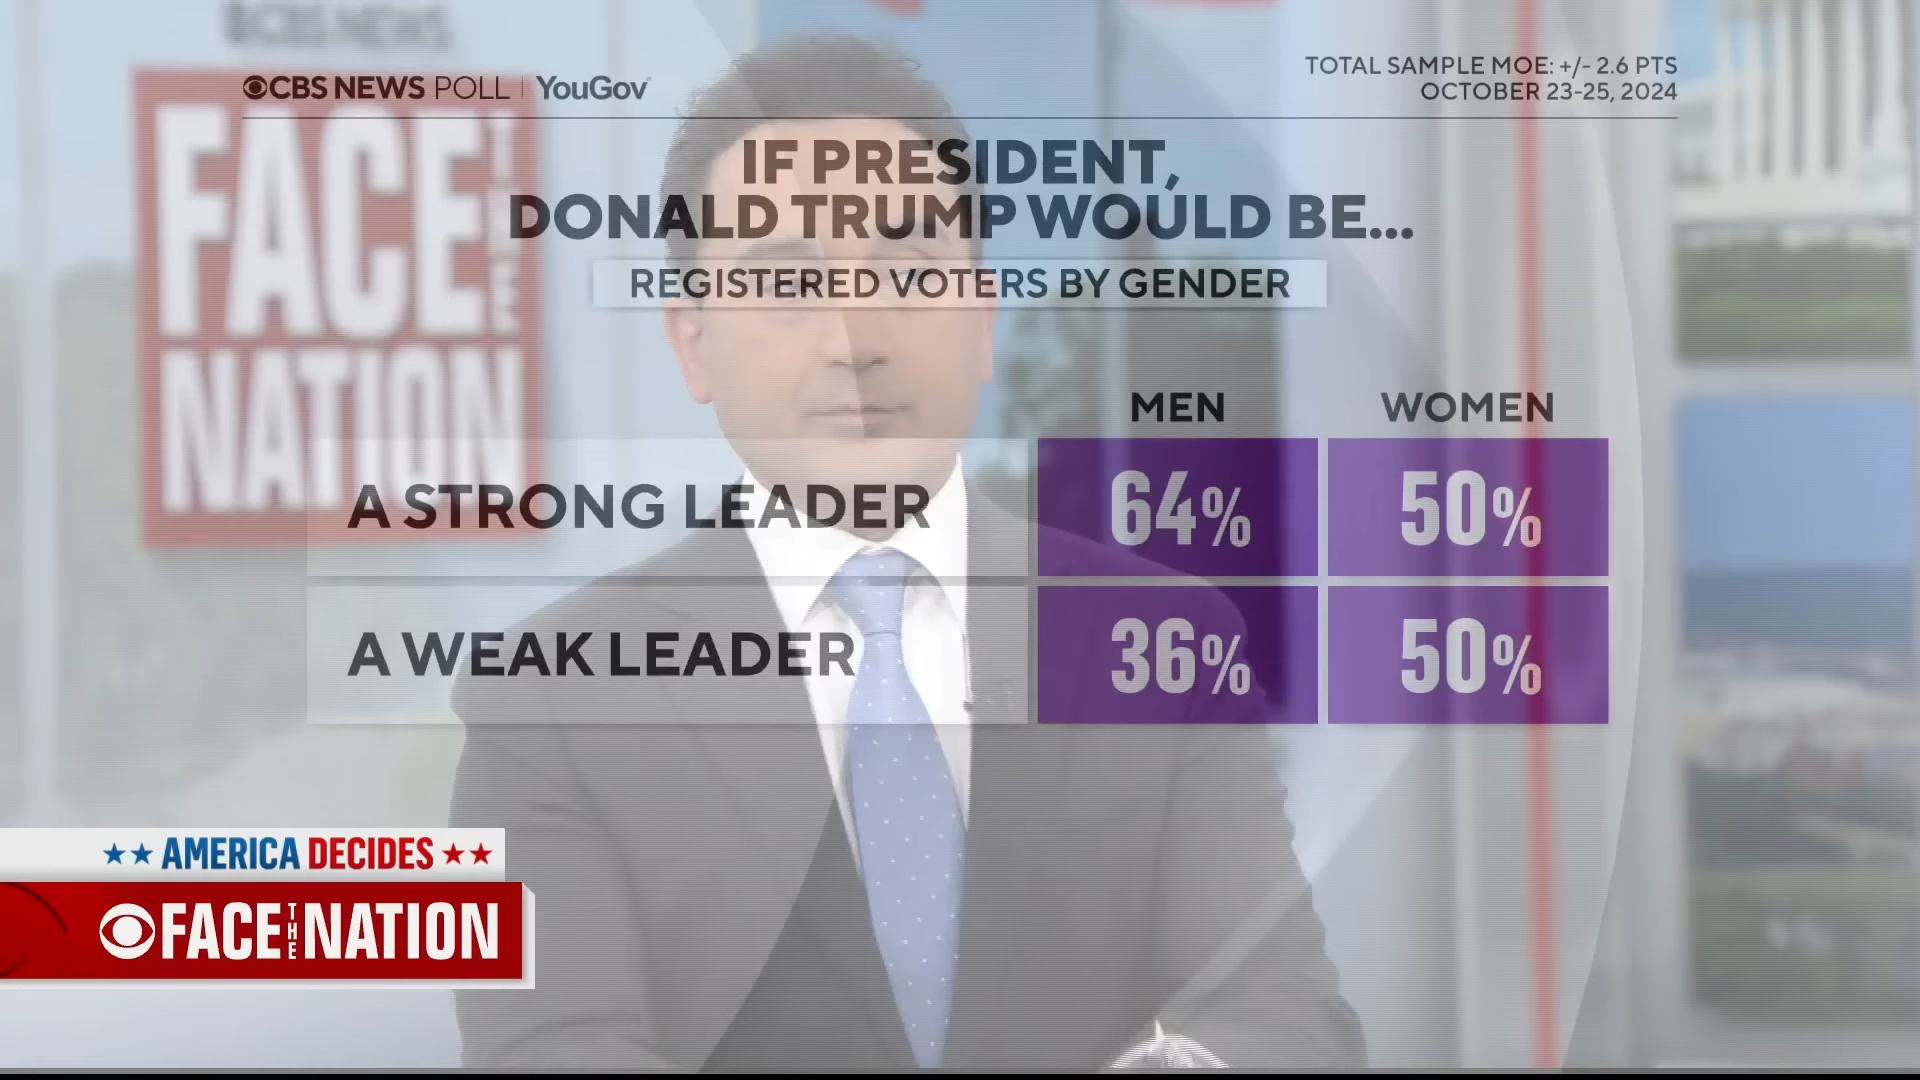 CBS NEWS
CBS NEWS POLL | YouGov
TOTAL SAMPLE MOE: +/- 2.6 PTS
OCTOBER 23-25, 2024
FACE THE NATION
IF PRESIDENT,
DONALD TRUMP WOULD BE...
REGISTERED VOTERS BY GENDER
MEN WOMEN
A STRONG LEADER 64% 50%
A WEAK LEADER 36% 50%
AMERICA DECIDES
FACE THE NATION